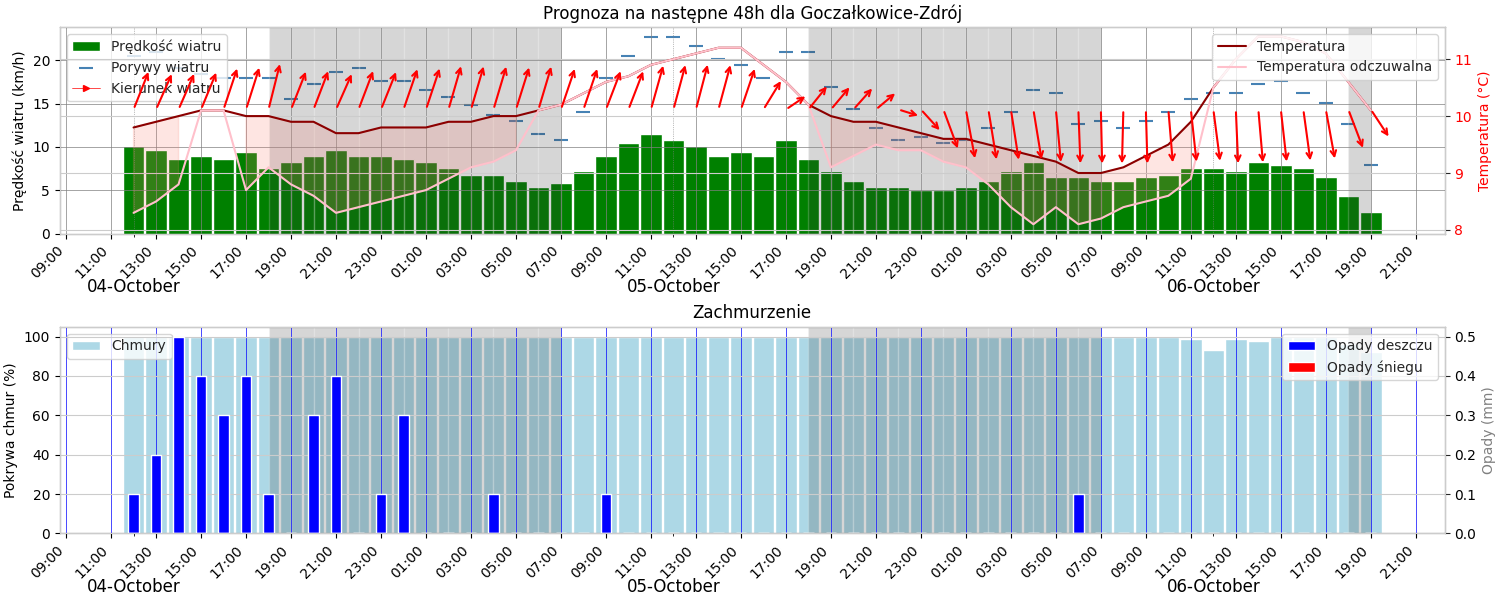 Prognoza na następne 48h dla Goczałkowice-Zdrój
Prędkość wiatru
Porywy wiatru
Kierunek wiatru
Temperatura
Temperatura odczuwalna
Prędkość wiatru (km/h)
20
15
10
5
0
Temperatura (°C)
11
10
9
8
09:00 11:00 13:00 15:00 17:00 19:00 21:00 23:00 01:00 03:00 05:00 07:00 09:00 11:00 13:00 15:00 17:00 19:00 21:00 23:00 01:00 03:00 05:00 07:00 09:00 11:00 13:00 15:00 17:00 19:00 21:00
04-October 05-October 06-October
Zachmurzenie
Chmury
Opady deszczu
Opady śniegu
Pokrywa chmur (%)
100
80
60
40
20
0
Opady (mm)
0.5
0.4
0.3
0.2
0.1
0.0
09:00 11:00 13:00 15:00 17:00 19:00 21:00 23:00 01:00 03:00 05:00 07:00 09:00 11:00 13:00 15:00 17:00 19:00 21:00 23:00 01:00 03:00 05:00 07:00 09:00 11:00 13:00 15:00 17:00 19:00 21:00
04-October 05-October 06-October